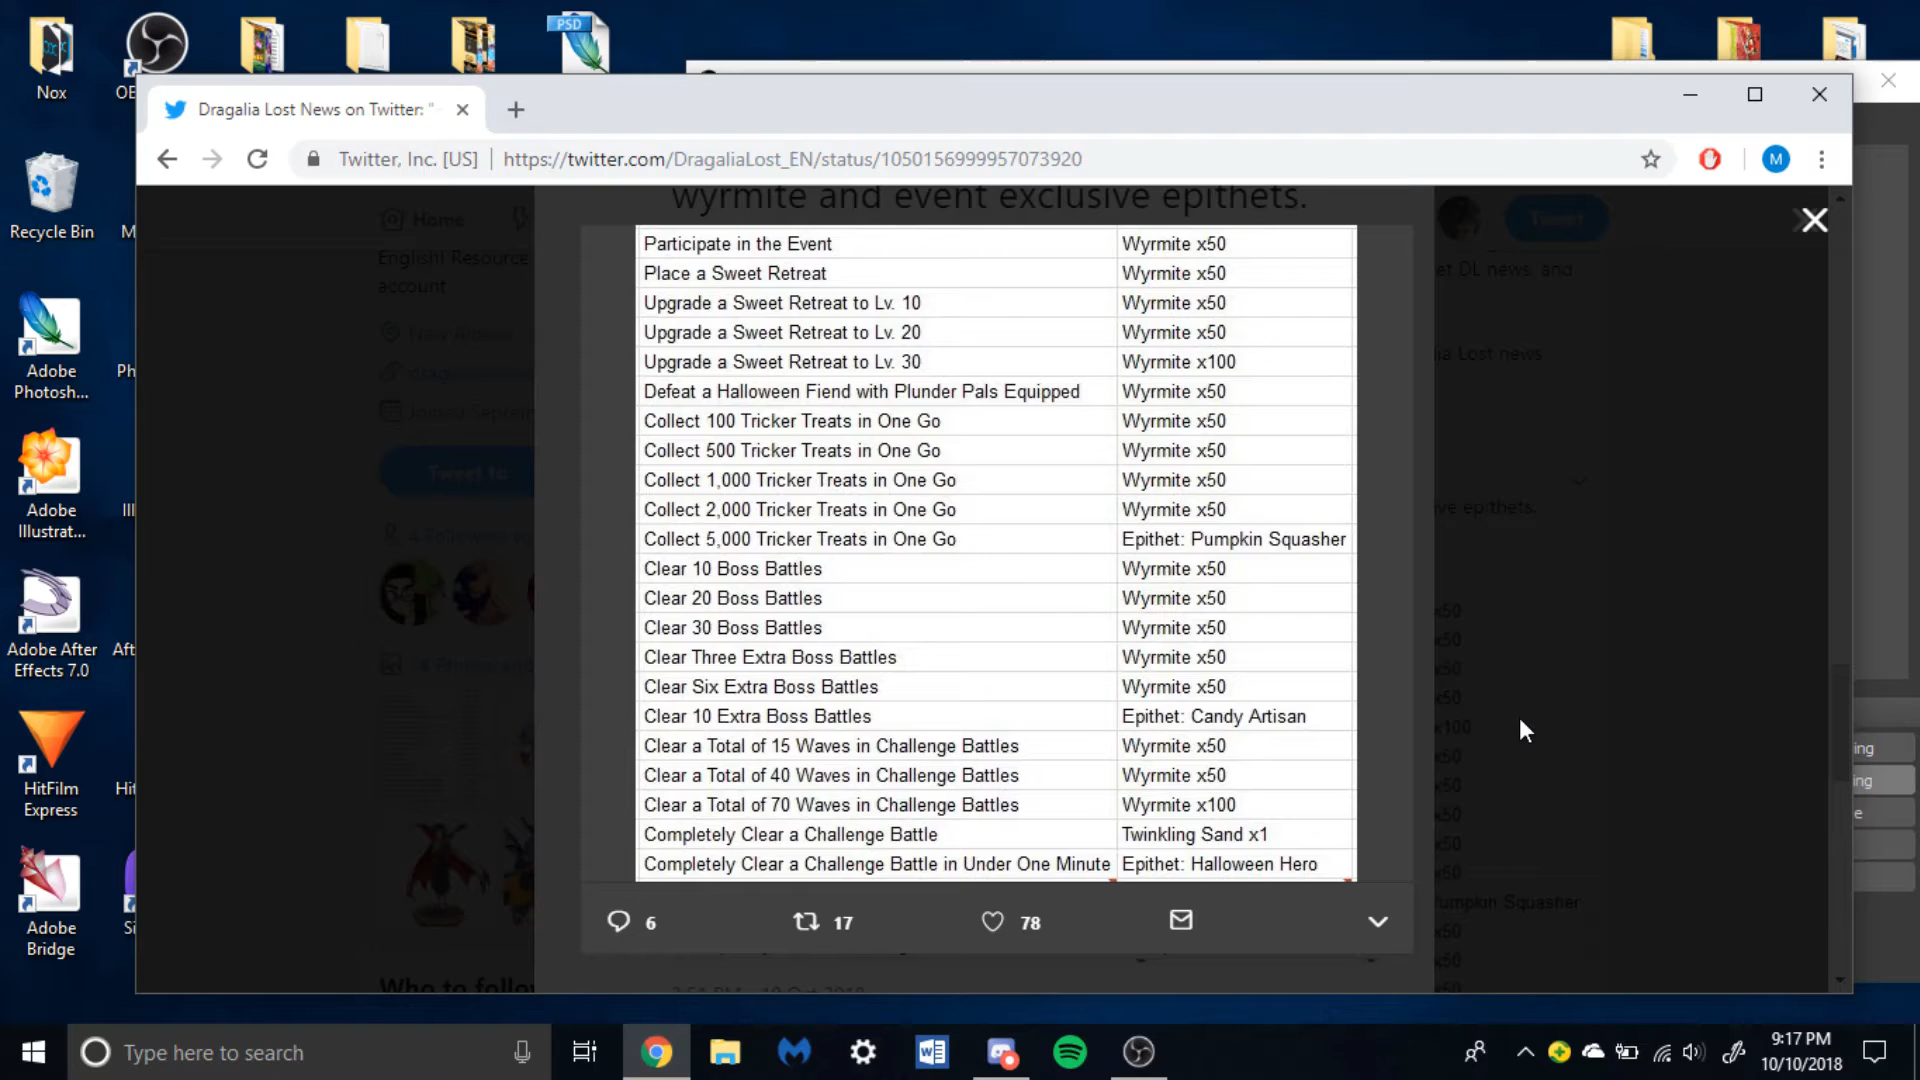 Nox
Recycle Bin
Adobe
Photosh...
Adobe
Illustrat...
Adobe After
Effects 7.0
HitFilm
Express
Adobe
Bridge
PSD
Dragalia Lost News on Twitter: "
Twitter, Inc. [US] https://twitter.com/DragaliaLost_EN/status/1050156999957073920
M
wyrmite and event exclusive epithets.
Home
Tweet
English! Resource
account
Tweet to
Participate in the Event Wyrmite x50
Place a Sweet Retreat Wyrmite x50
Upgrade a Sweet Retreat to Lv. 10 Wyrmite x50
Upgrade a Sweet Retreat to Lv. 20 Wyrmite x50
Upgrade a Sweet Retreat to Lv. 30 Wyrmite x100
Defeat a Halloween Fiend with Plunder Pals Equipped Wyrmite x50
Collect 100 Tricker Treats in One Go Wyrmite x50
Collect 500 Tricker Treats in One Go Wyrmite x50
Collect 1,000 Tricker Treats in One Go Wyrmite x50
Collect 2,000 Tricker Treats in One Go Wyrmite x50
Collect 5,000 Tricker Treats in One Go Epithet: Pumpkin Squasher
Clear 10 Boss Battles Wyrmite x50
Clear 20 Boss Battles Wyrmite x50
Clear 30 Boss Battles Wyrmite x50
Clear Three Extra Boss Battles Wyrmite x50
Clear Six Extra Boss Battles Wyrmite x50
Clear 10 Extra Boss Battles Epithet: Candy Artisan
Clear a Total of 15 Waves in Challenge Battles Wyrmite x50
Clear a Total of 40 Waves in Challenge Battles Wyrmite x50
Clear a Total of 70 Waves in Challenge Battles Wyrmite x100
Completely Clear a Challenge Battle Twinkling Sand x1
Completely Clear a Challenge Battle in Under One Minute Epithet: Halloween Hero
6 17 78
Who to follow
Type here to search
9:17 PM
10/10/2018